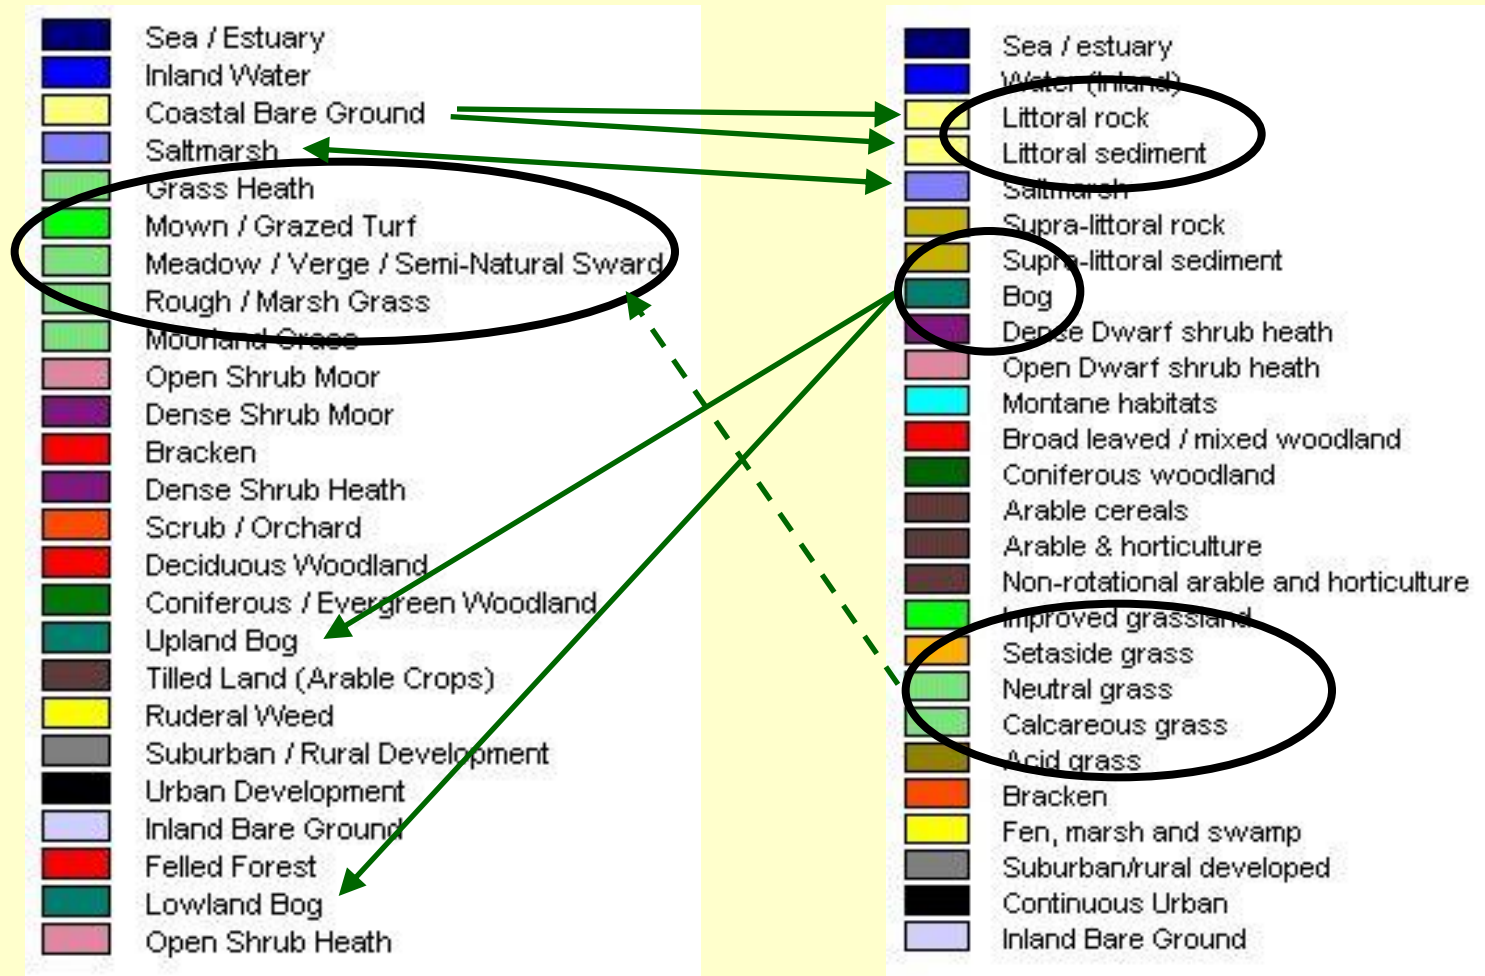 Sea / Estuary
Inland Water
Coastal Bare Ground
Saltmarsh
Grass Heath
Mown / Grazed Turf
Meadow / Verge / Semi-Natural Sward
Rough / Marsh Grass
Moorland Grass
Open Shrub Moor
Dense Shrub Moor
Bracken
Dense Shrub Heath
Scrub / Orchard
Deciduous Woodland
Coniferous / Evergreen Woodland
Upland Bog
Tilled Land (Arable Crops)
Ruderal Weed
Suburban / Rural Development
Urban Development
Inland Bare Ground
Felled Forest
Lowland Bog
Open Shrub Heath
Sea / estuary
Water (Inland)
Littoral rock
Littoral sediment
Saltmarsh
Supra-littoral rock
Supra-littoral sediment
Bog
Dense Dwarf shrub heath
Open Dwarf shrub heath
Montane habitats
Broad leaved / mixed woodland
Coniferous woodland
Arable cereals
Arable & horticulture
Non-rotational arable and horticulture
Improved grassland
Setaside grass
Neutral grass
Calcareous grass
Acid grass
Bracken
Fen, marsh and swamp
Suburban/rural developed
Continuous Urban
Inland Bare Ground